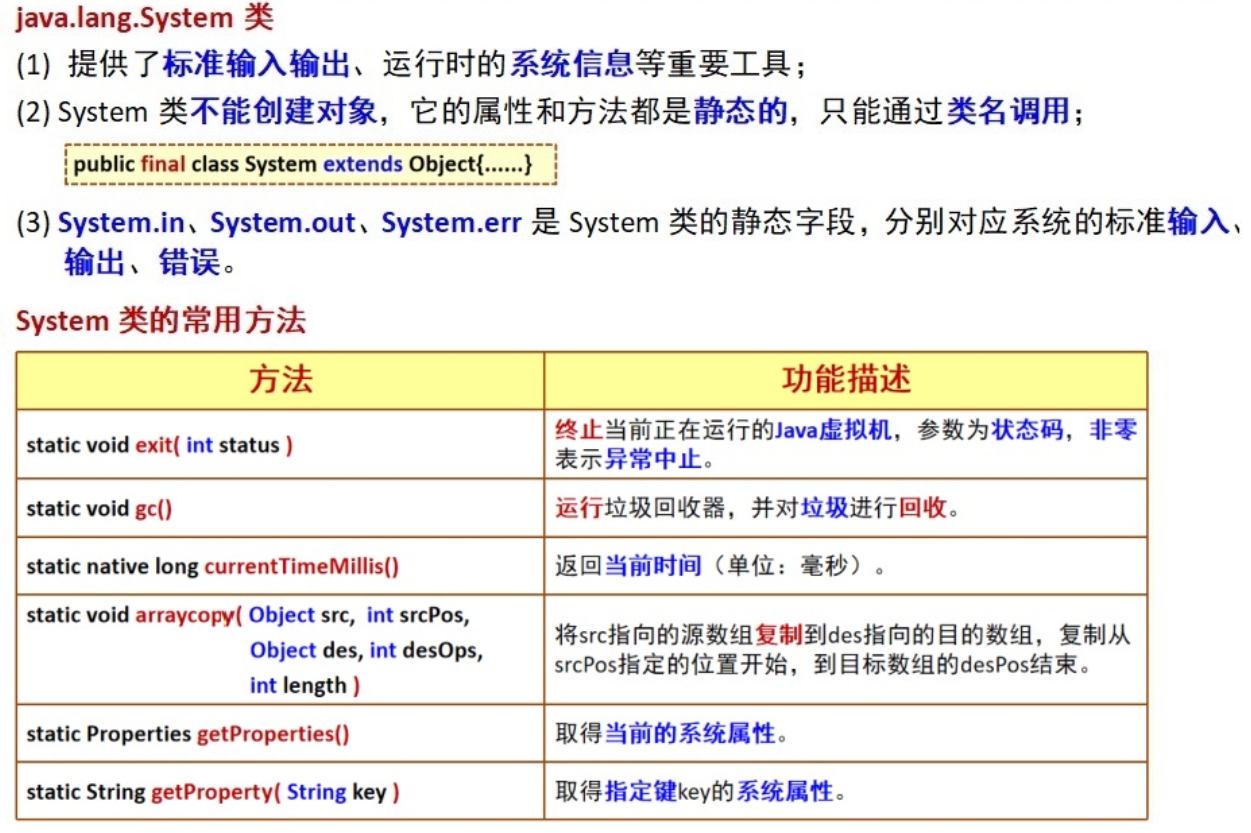 java.lang.System 类
(1) 提供了标准输入输出、运行时的系统信息等重要工具；
(2) System 类不能创建对象，它的属性和方法都是静态的，只能通过类名调用；
public final class System extends Object{......}
(3) System.in、System.out、System.err 是 System 类的静态字段，分别对应系统的标准输入、
输出、错误。
System 类的常用方法
方法 功能描述
static void exit( int status )
终止当前正在运行的Java虚拟机，参数为状态码，非零
表示异常中止。
static void gc()
运行垃圾回收器，并对垃圾进行回收。
static native long currentTimeMillis()
返回当前时间（单位：毫秒）。
static void arraycopy( Object src, int srcPos,
Object des, int desOps,
int length )
将src指向的源数组复制到des指向的目的数组，复制从
srcPos指定的位置开始，到目标数组的desPos结束。
static Properties getProperties()
取得当前的系统属性。
static String getProperty( String key )
取得指定键key的系统属性。